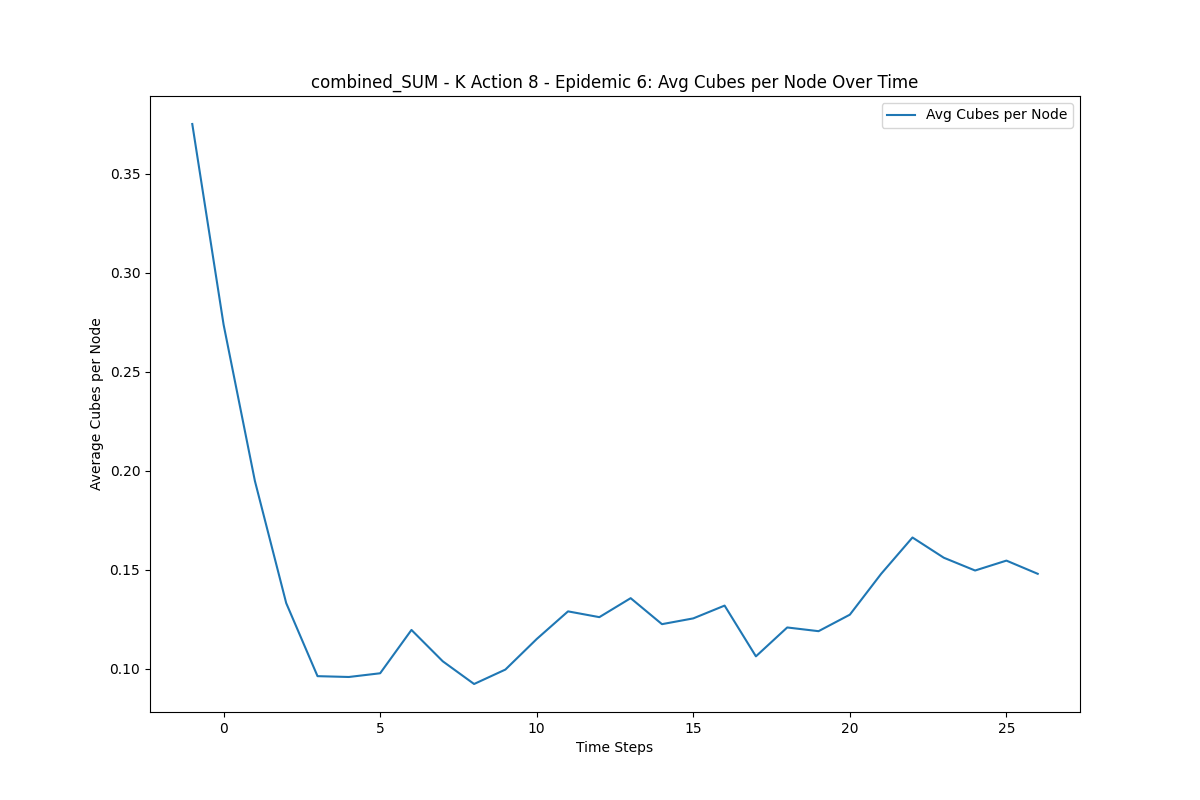 combined_SUM - K Action 8 - Epidemic 6: Avg Cubes per Node Over Time
Avg Cubes per Node
0.35
0.30
0.25
0.20
0.15
0.10
Average Cubes per Node
0 5 10 15 20 25
Time Steps